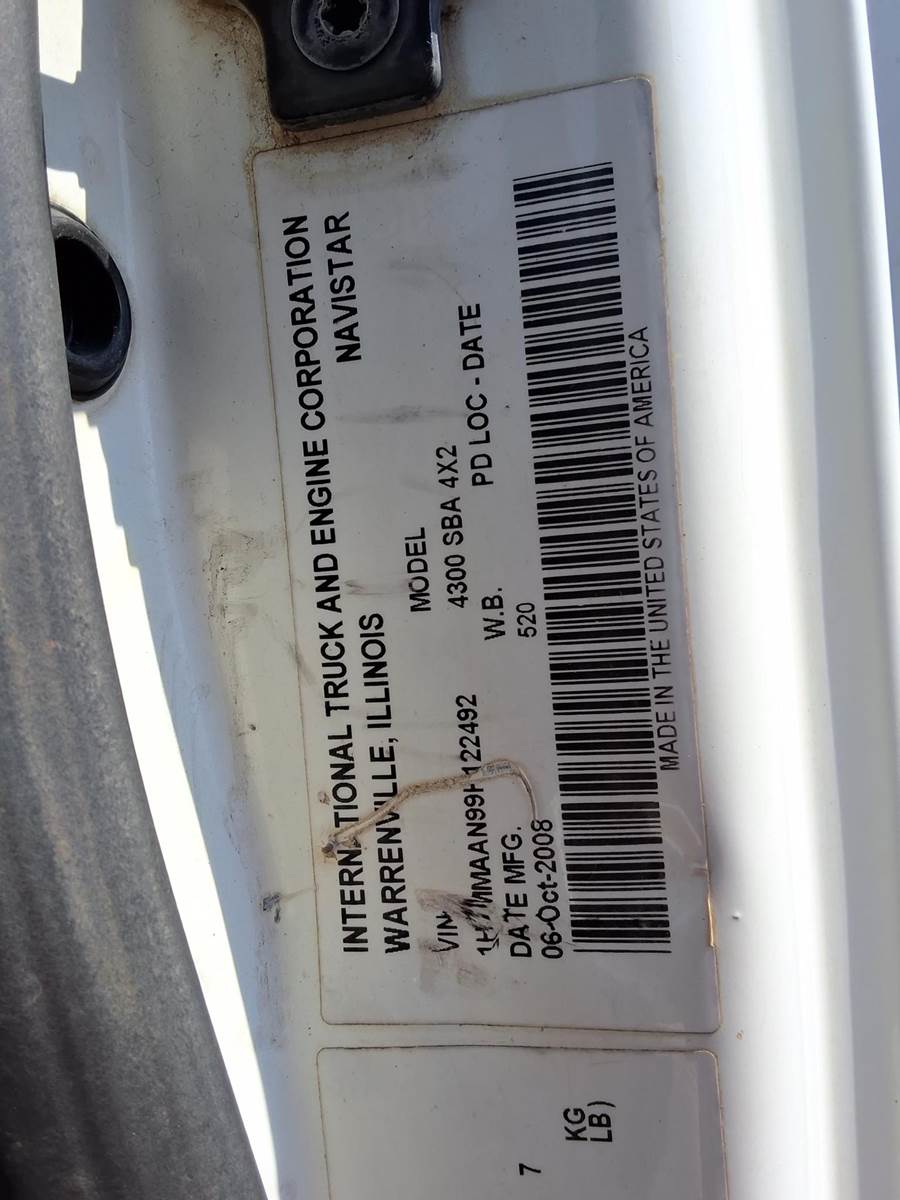 INTERNATIONAL TRUCK AND ENGINE CORPORATION
WARRENVILLE, ILLINOIS NAVISTAR
VIN MODEL
4300 SBA 4X2
DATE MFG. W.B. PD LOC - DATE
06-Oct-2008 520
MADE IN THE UNITED STATES OF AMERICA
7
KG
LB)